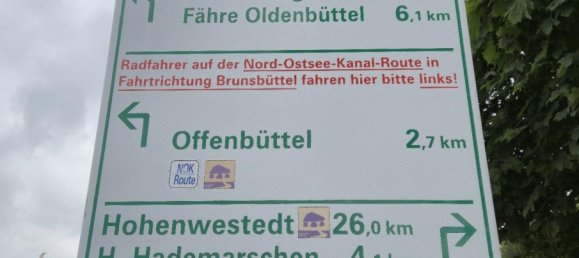 Fähre Oldenbüttel 6,1 km
Radfahrer auf der Nord-Ostsee-Kanal-Route in
Fahrtrichtung Brunsbüttel fahren hier bitte links!
Offenbüttel 2,7 km
NOK
Route
Hohenwestedt 26,0 km
H. Hademarschen